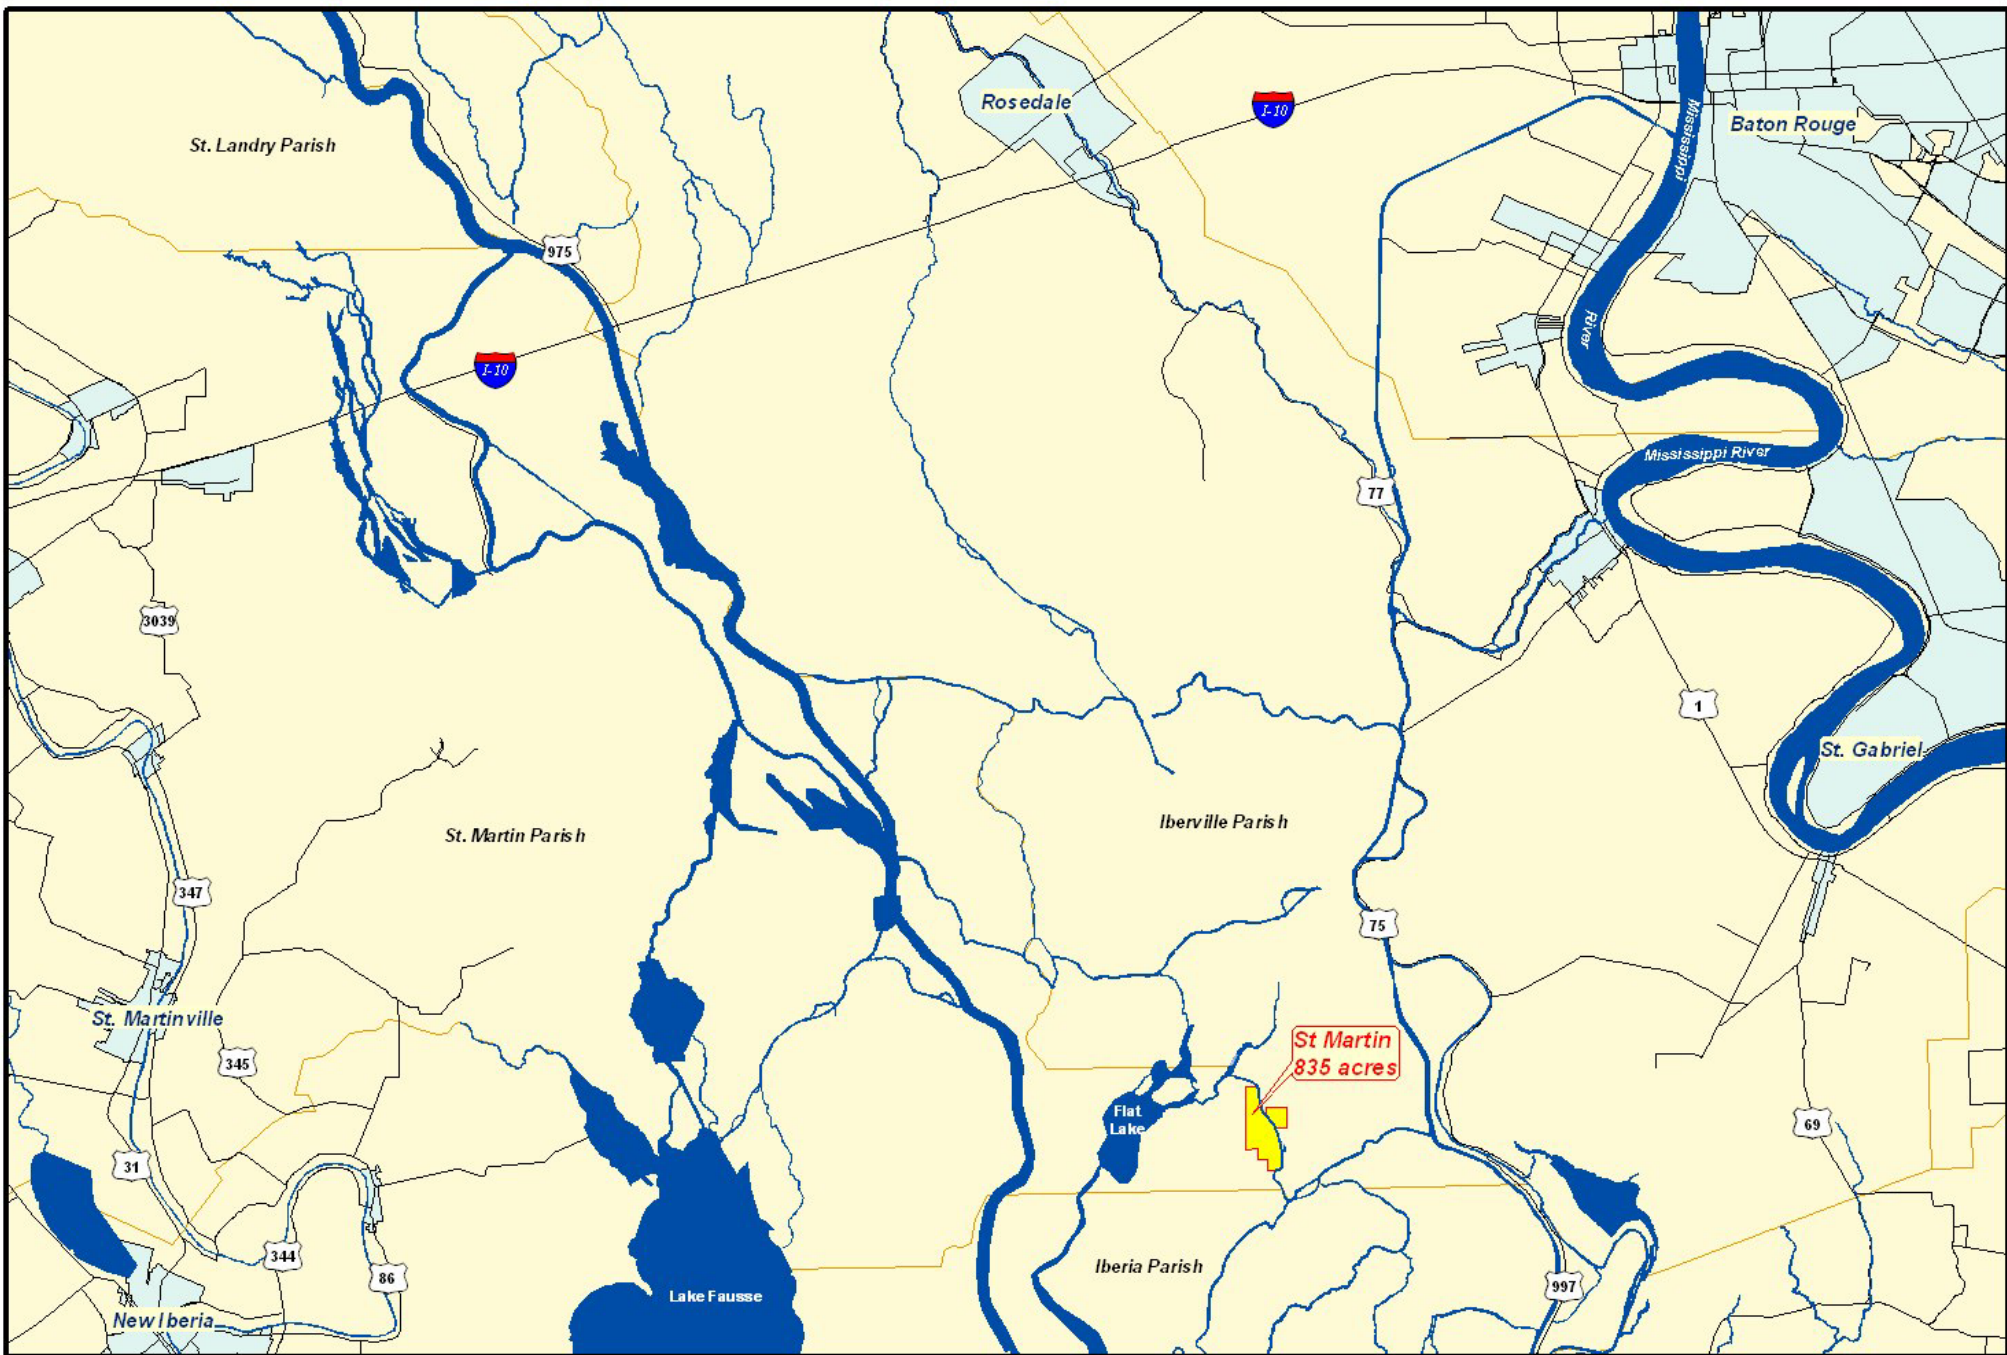 Rosedale
I-10
Baton Rouge
Mississippi
St. Landry Parish
975
River
I-10
Mississippi River
77
3039
1
St. Gabriel
Iberville Parish
St. Martin Parish
347
75
St. Martinville
St Martin
835 acres
345
Flat
Lake
69
31
344
Iberia Parish
86
997
Lake Fausse
New Iberia